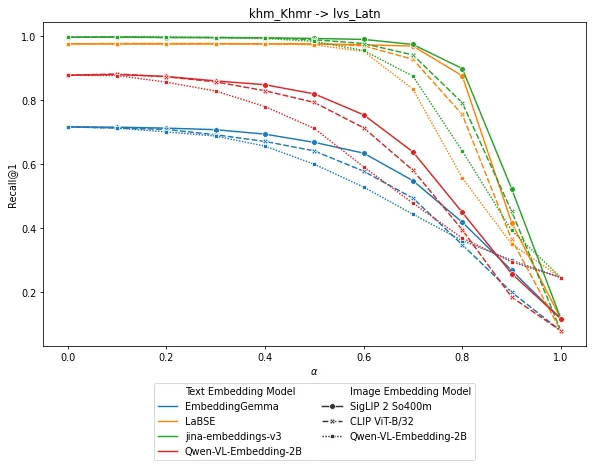 khm_Khmr -> lvs_Latn
Recall@1
1.0
0.8
0.6
0.4
0.2
0.0 0.2 0.4 0.6 0.8 1.0
α
Text Embedding Model
EmbeddingGemma
LaBSE
jina-embeddings-v3
Qwen-VL-Embedding-2B
Image Embedding Model
SigLIP 2 So400m
CLIP ViT-B/32
Qwen-VL-Embedding-2B